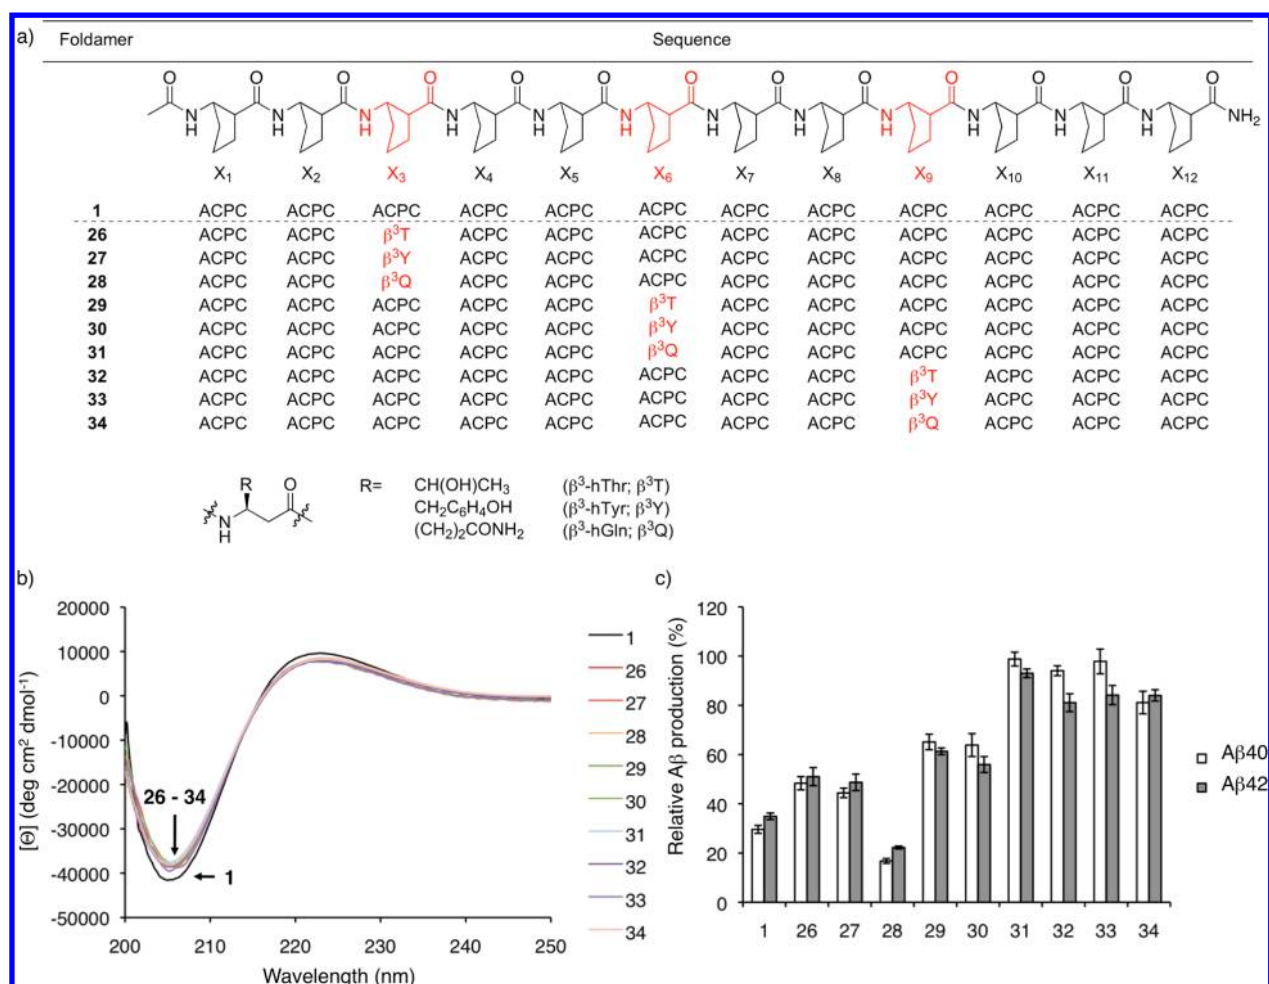 a) Foldamer Sequence
O O O O O O O O O O O O O
N H N H N H N H N H N H N H N H N H N H N H N H NH₂
X₁ X₂ X₃ X₄ X₅ X₆ X₇ X₈ X₉ X₁₀ X₁₁ X₁₂
1 ACPC ACPC ACPC ACPC ACPC ACPC ACPC ACPC ACPC ACPC ACPC ACPC
26 ACPC ACPC β³T ACPC ACPC ACPC ACPC ACPC ACPC ACPC ACPC ACPC
27 ACPC ACPC β³Y ACPC ACPC ACPC ACPC ACPC ACPC ACPC ACPC ACPC
28 ACPC ACPC β³Q ACPC ACPC ACPC ACPC ACPC ACPC ACPC ACPC ACPC
29 ACPC ACPC ACPC ACPC ACPC β³T ACPC ACPC ACPC ACPC ACPC ACPC
30 ACPC ACPC ACPC ACPC ACPC β³Y ACPC ACPC ACPC ACPC ACPC ACPC
31 ACPC ACPC ACPC ACPC ACPC β³Q ACPC ACPC ACPC ACPC ACPC ACPC
32 ACPC ACPC ACPC ACPC ACPC ACPC ACPC ACPC β³T ACPC ACPC ACPC
33 ACPC ACPC ACPC ACPC ACPC ACPC ACPC ACPC β³Y ACPC ACPC ACPC
34 ACPC ACPC ACPC ACPC ACPC ACPC ACPC ACPC β³Q ACPC ACPC ACPC
R O
N
H
R= CH(OH)CH₃ (β³-hThr; β³T)
CH₂C₆H₄OH (β³-hTyr; β³Y)
(CH₂)₂CONH₂ (β³-hGln; β³Q)
b)
[Θ] (deg cm² dmol⁻¹)
20000
10000
0
-10000
-20000
-30000
-40000
-50000
200 210 220 230 240 250
Wavelength (nm)
26 - 34
1
1
26
27
28
29
30
31
32
33
34
c)
Relative Aβ production (%)
120
100
80
60
40
20
0
1 26 27 28 29 30 31 32 33 34
Aβ40
Aβ42